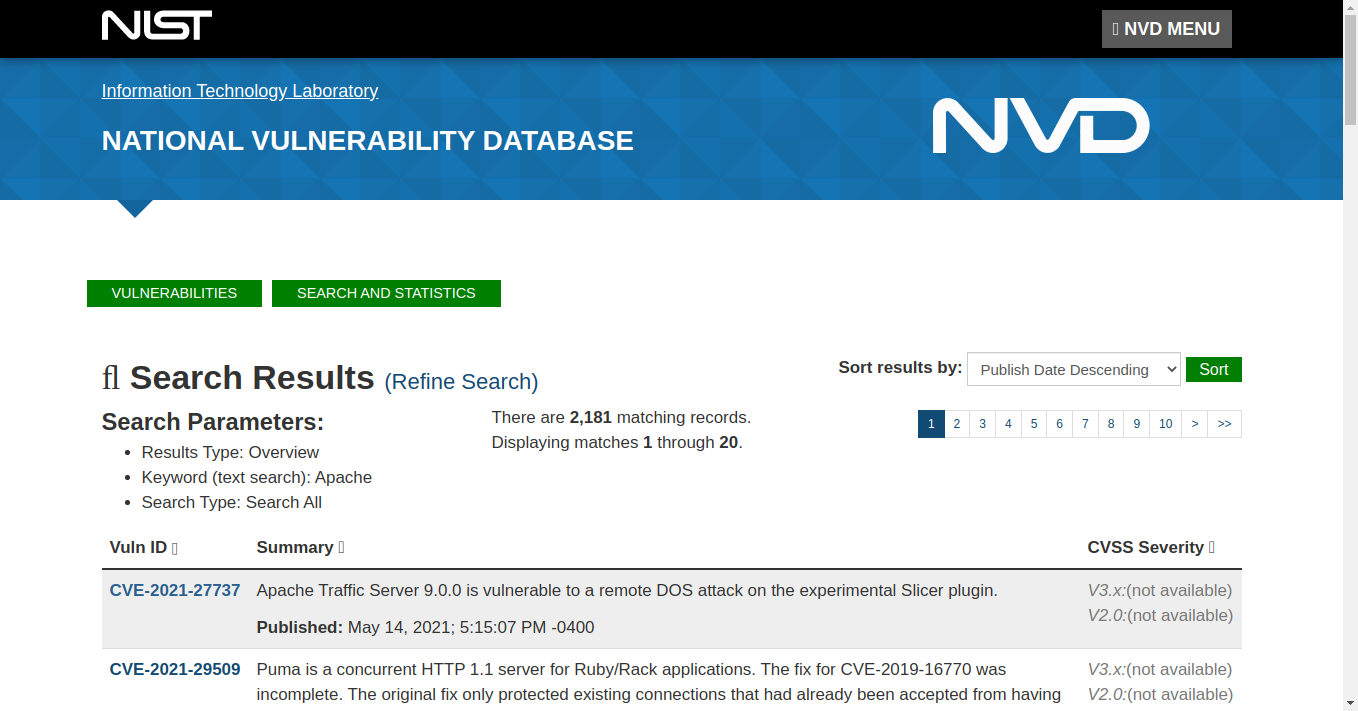 NIST
NVD MENU
Information Technology Laboratory
NATIONAL VULNERABILITY DATABASE
NVD
VULNERABILITIES
SEARCH AND STATISTICS
Search Results (Refine Search)
Sort results by: Publish Date Descending Sort
Search Parameters:
Results Type: Overview
Keyword (text search): Apache
Search Type: Search All
There are 2,181 matching records.
Displaying matches 1 through 20.
1 2 3 4 5 6 7 8 9 10 > >>
Vuln ID Summary CVSS Severity
CVE-2021-27737 Apache Traffic Server 9.0.0 is vulnerable to a remote DOS attack on the experimental Slicer plugin.
Published: May 14, 2021; 5:15:07 PM -0400
V3.x:(not available)
V2.0:(not available)
CVE-2021-29509 Puma is a concurrent HTTP 1.1 server for Ruby/Rack applications. The fix for CVE-2019-16770 was
incomplete. The original fix only protected existing connections that had already been accepted from having
V3.x:(not available)
V2.0:(not available)